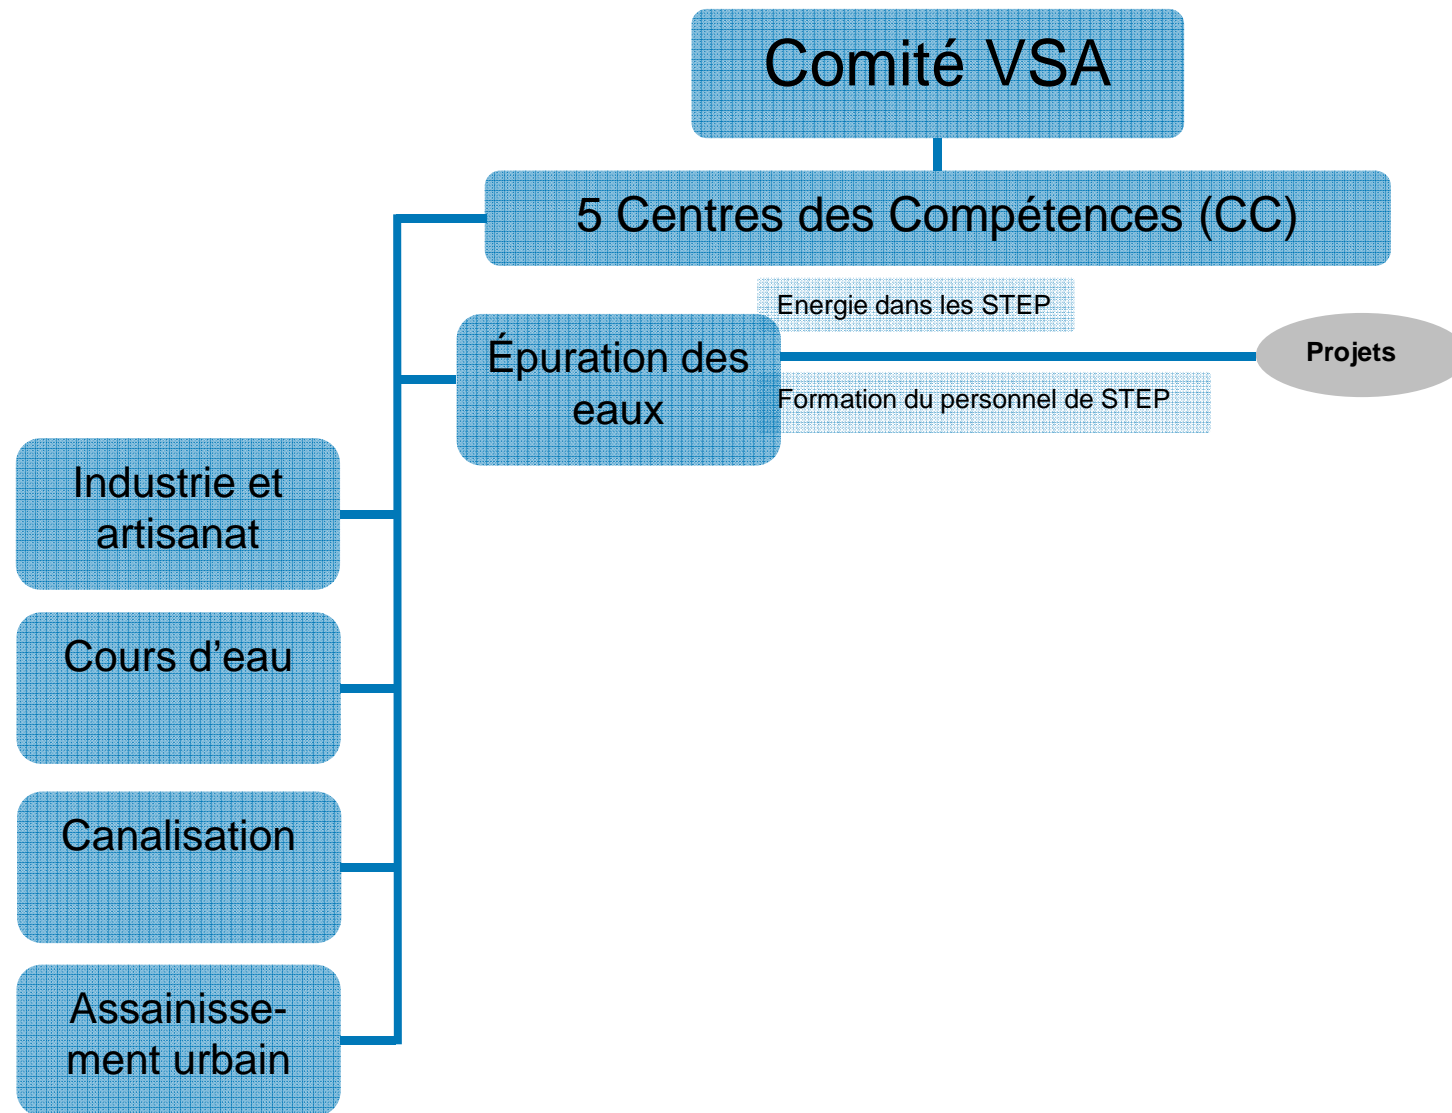 Comité VSA
5 Centres des Compétences (CC)
Energie dans les STEP
Épuration des
eaux
Projets
Formation du personnel de STEP
Industrie et
artisanat
Cours d’eau
Canalisation
Assainisse-
ment urbain